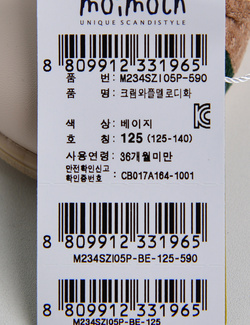 moimoln
UNIQUE SCANDISTYLE
8 809912 331965
품 번: M234SZI05P-590
품 명: 크림와플멜로디화
색 상: 베이지
호 칭: 125 (125-140)
사용연령: 36개월미만
안전확인신고
확인증번호 : CB017A164-1001
8 809912 331965
M234SZI05P-BE-125-590
8 809912 331965
M234SZI05P-BE-125